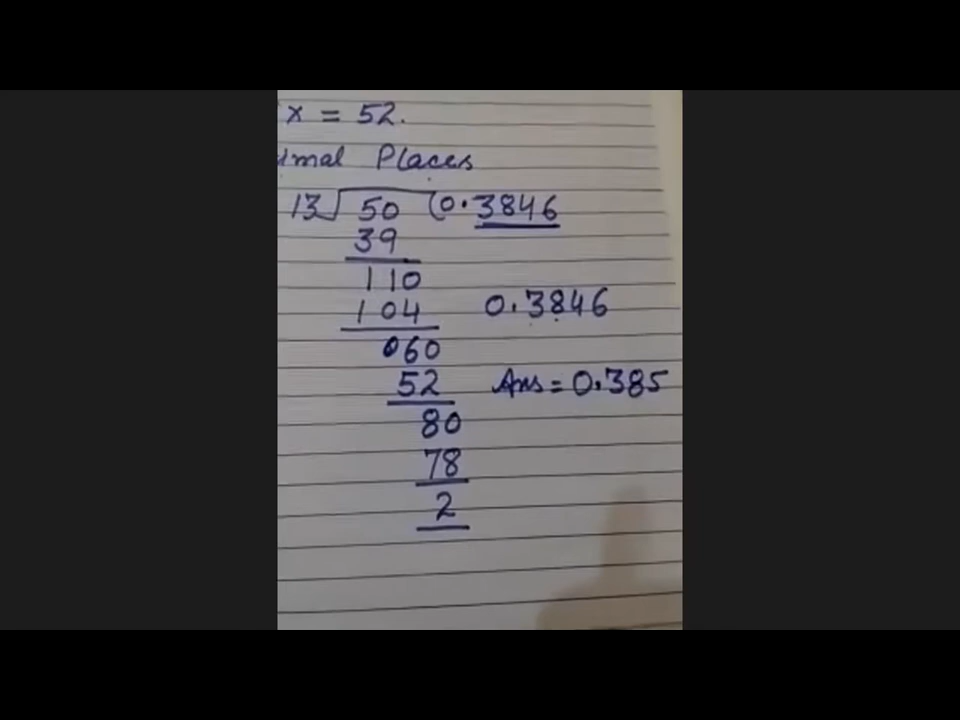 x = 52.
imal Places
13 50 (0.3846
39
110
104 0.3846
060
52 Ans = 0.385
80
78
2